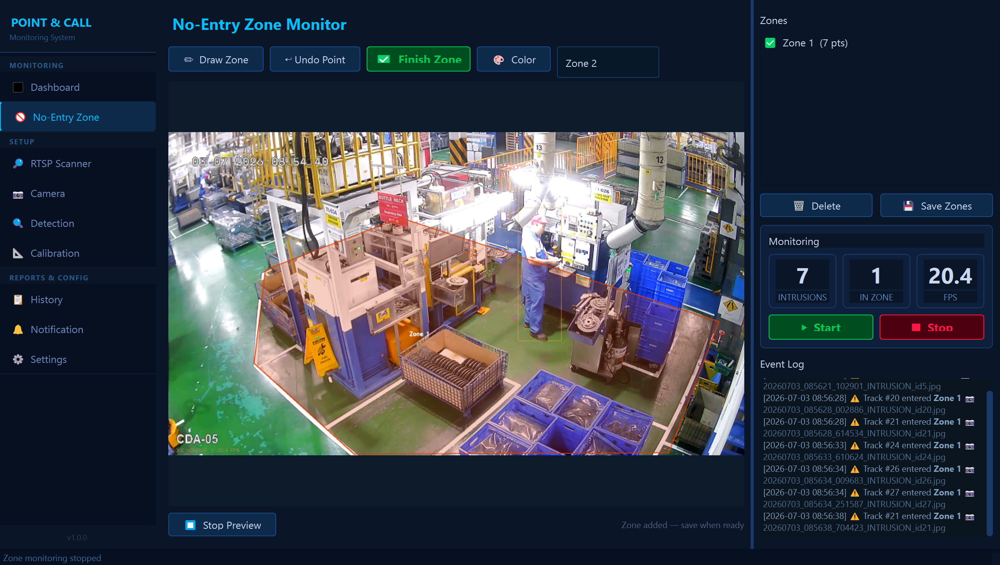 POINT & CALL
Monitoring System
MONITORING
Dashboard
No-Entry Zone
SETUP
RTSP Scanner
Camera
Detection
Calibration
REPORTS & CONFIG
History
Notification
Settings
v1.0.0
Zone monitoring stopped
No-Entry Zone Monitor
Draw Zone
Undo Point
Finish Zone
Color
Zone 2
03-07-2026 08:54:40
13
12
BOTTLE NECK
Beginning Date
TI-034
TI-026
Zone 1
CDA-05
ZONE MONITOR | 20.4 FPS
Stop Preview
Zone added — save when ready
Zones
Zone 1 (7 pts)
Delete
Save Zones
Monitoring
7
INTRUSIONS
1
IN ZONE
20.4
FPS
Start
Stop
Event Log
20260703_085621_102901_INTRUSION_id5.jpg
[2026-07-03 08:56:28] ⚠ Track #20 entered Zone 1
20260703_085628_002886_INTRUSION_id20.jpg
[2026-07-03 08:56:28] ⚠ Track #21 entered Zone 1
20260703_085628_614534_INTRUSION_id21.jpg
[2026-07-03 08:56:33] ⚠ Track #24 entered Zone 1
20260703_085633_610624_INTRUSION_id24.jpg
[2026-07-03 08:56:34] ⚠ Track #26 entered Zone 1
20260703_085634_009683_INTRUSION_id26.jpg
[2026-07-03 08:56:34] ⚠ Track #27 entered Zone 1
20260703_085634_251587_INTRUSION_id27.jpg
[2026-07-03 08:56:38] ⚠ Track #21 entered Zone 1
20260703_085638_704423_INTRUSION_id21.jpg